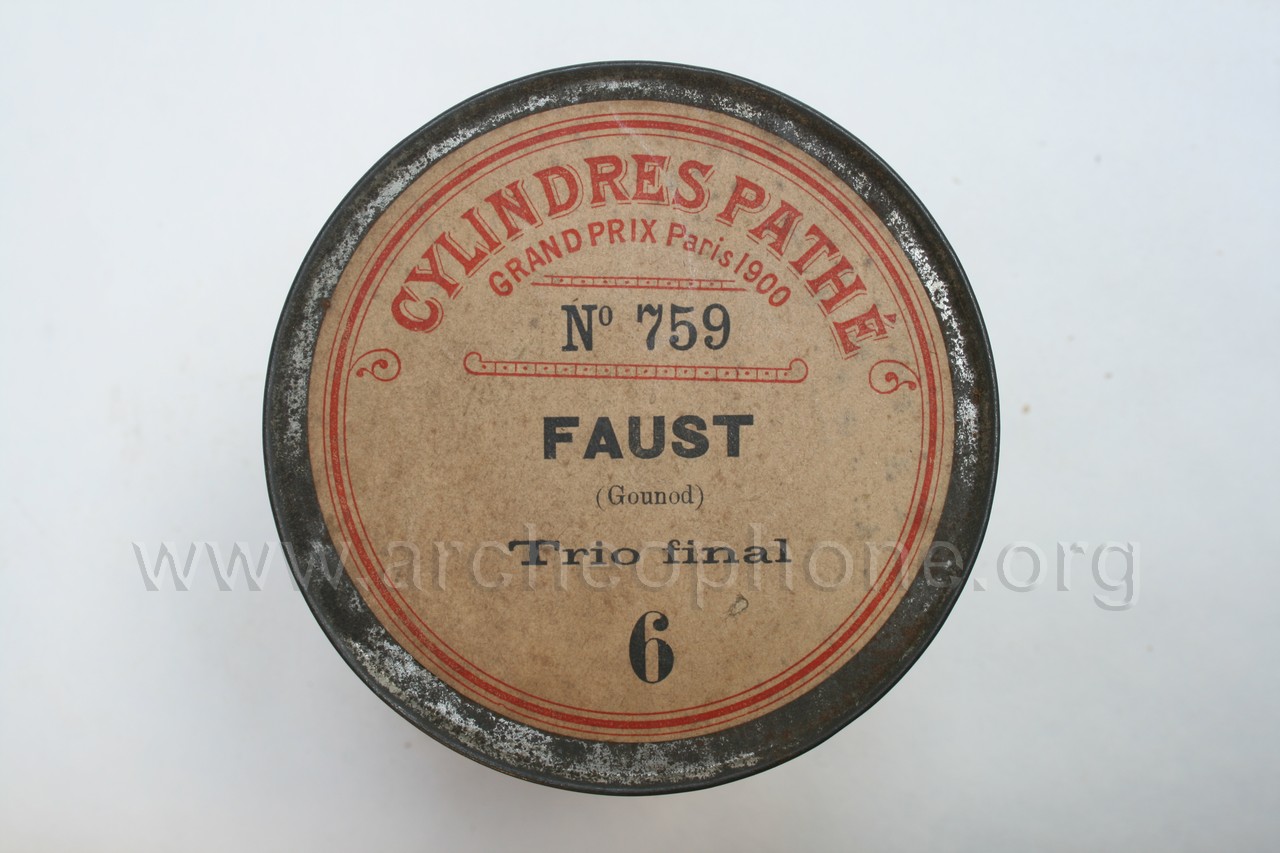 CYLINDRES PATHÉ
GRAND PRIX Paris 1900
Nº 759
FAUST
(Gounod)
Trio final
www.archeophone.org
6